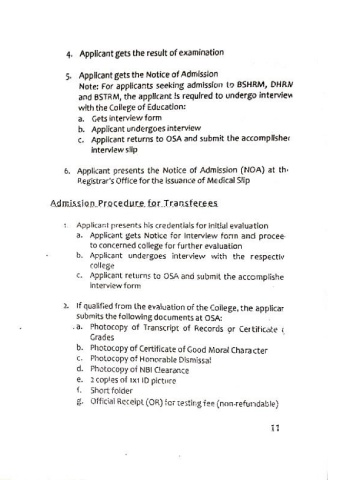 4. Applicant gets the result of examination
5. Applicant gets the Notice of Admission
Note: For applicants seeking admission to BSHRM, DHRM
and BSTRM, the applicant is required to undergo interview
with the College of Education:
a. Gets interview form
b. Applicant undergoes interview
c. Applicant returns to OSA and submit the accomplishe
interview slip
6. Applicant presents the Notice of Admission (NOA) at th
Registrar's Office for the issuance of Medical Slip
Admission Procedure for Transferees
1. Applicant presents his credentials for initial evaluation
a. Applicant gets Notice for Interview form and procee
to concerned college for further evaluation
b. Applicant undergoes interview with the respectiv
college
c. Applicant returns to OSA and submit the accomplishe
interview form
2. If qualified from the evaluation of the College, the applicar
submits the following documents at OSA:
a. Photocopy of Transcript of Records or Certificate
Grades
b. Photocopy of Certificate of Good Moral Character
c. Photocopy of Honorable Dismissal
d. Photocopy of NBI Clearance
e. 2 copies of 1x1 ID picture
f. Short folder
g. Official Receipt (OR) for testing fee (non-refundable)
11